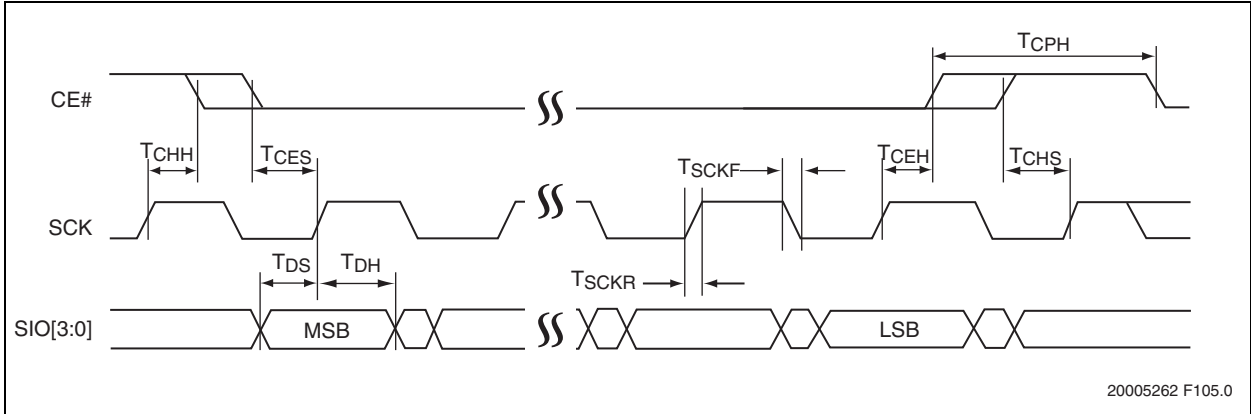 TCPH
CE#
TCHH
TCES
TSCKF
TCEH
TCHS
SCK
TDS
TDH
TSCKR
SIO[3:0]
MSB
LSB
20005262 F105.0